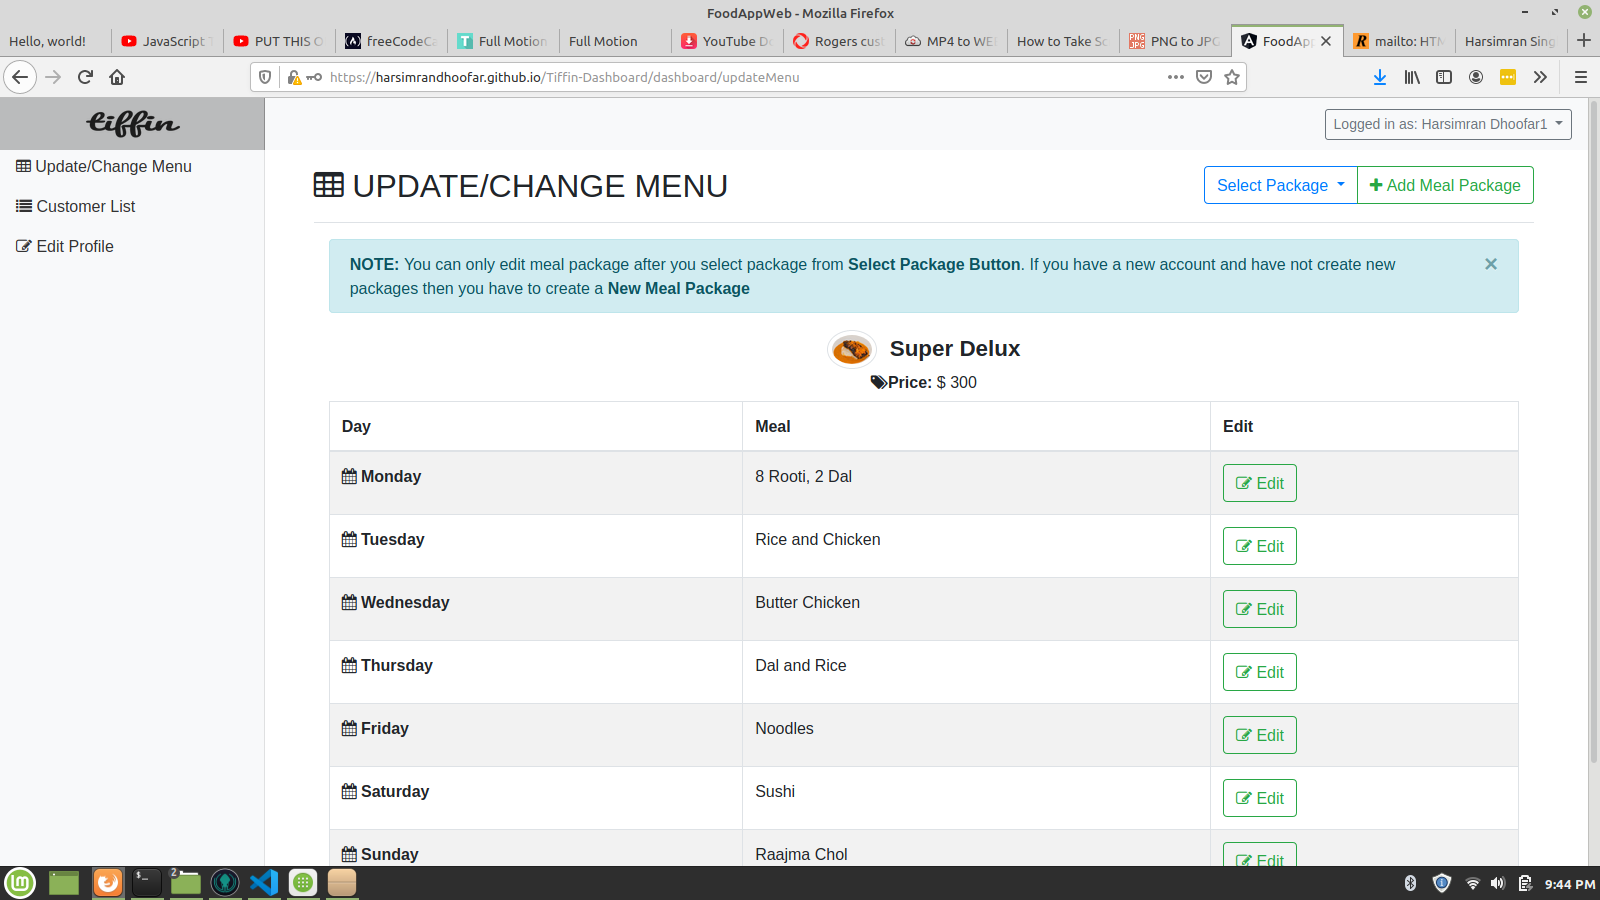 FoodAppWeb - Mozilla Firefox
Hello, world!
JavaScript T
PUT THIS O
freeCodeCa
Full Motion
Full Motion
YouTube Do
Rogers cust
MP4 to WEB
How to Take Sc
PNG to JPG
FoodApp
mailto: HTM
Harsimran Sing
https://harsimrandhoofar.github.io/Tiffin-Dashboard/dashboard/updateMenu
tiffin
Logged in as: Harsimran Dhoofar1
Update/Change Menu
Customer List
Edit Profile
UPDATE/CHANGE MENU
Select Package
Add Meal Package
NOTE: You can only edit meal package after you select package from Select Package Button. If you have a new account and have not create new
packages then you have to create a New Meal Package
×
Super Delux
Price: $ 300
Day Meal Edit
Monday 8 Rooti, 2 Dal Edit
Tuesday Rice and Chicken Edit
Wednesday Butter Chicken Edit
Thursday Dal and Rice Edit
Friday Noodles Edit
Saturday Sushi Edit
Sunday Raajma Chol Edit
2
9:44 PM